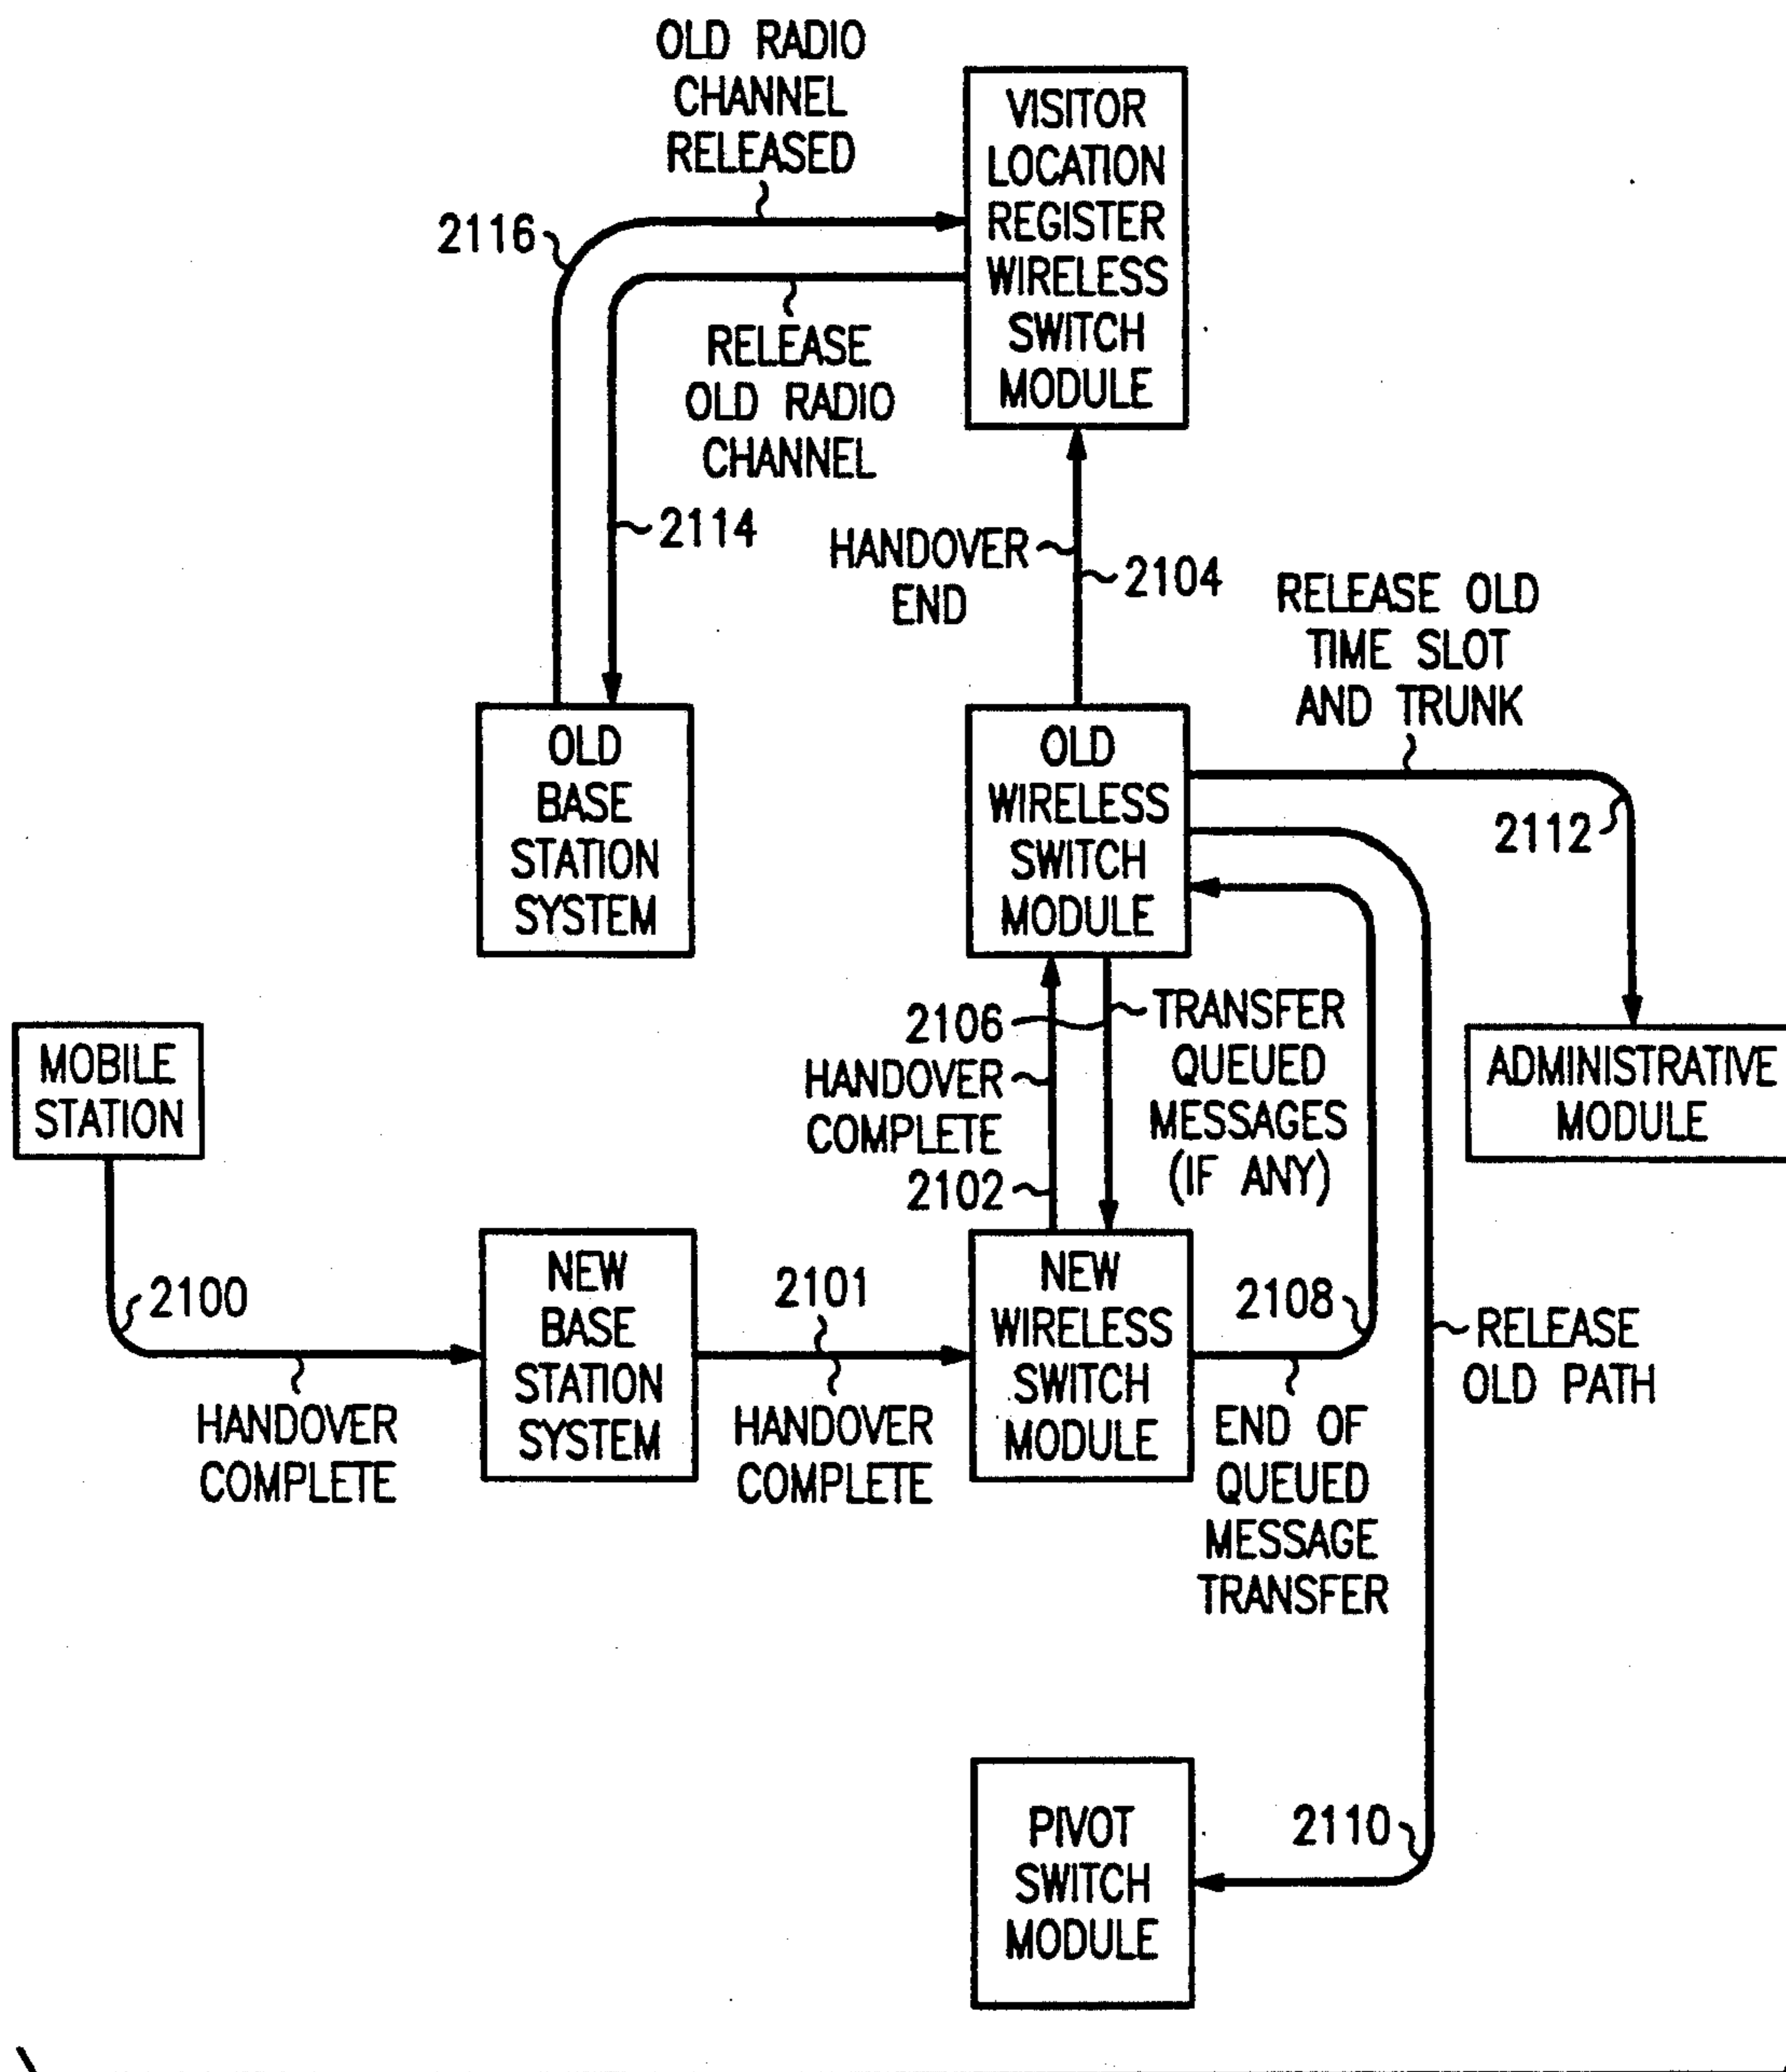 OLD RADIO
CHANNEL
RELEASED
VISITOR
LOCATION
REGISTER
WIRELESS
SWITCH
MODULE
2116
RELEASE
OLD RADIO
CHANNEL
2114
HANDOVER
END
2104
RELEASE OLD
TIME SLOT
AND TRUNK
OLD
BASE
STATION
SYSTEM
OLD
WIRELESS
SWITCH
MODULE
2112
MOBILE
STATION
2106
HANDOVER
COMPLETE
2102
TRANSFER
QUEUED
MESSAGES
(IF ANY)
ADMINISTRATIVE
MODULE
2100
HANDOVER
COMPLETE
NEW
BASE
STATION
SYSTEM
2101
HANDOVER
COMPLETE
NEW
WIRELESS
SWITCH
MODULE
2108
END OF
QUEUED
MESSAGE
TRANSFER
RELEASE
OLD PATH
PIVOT
SWITCH
MODULE
2110